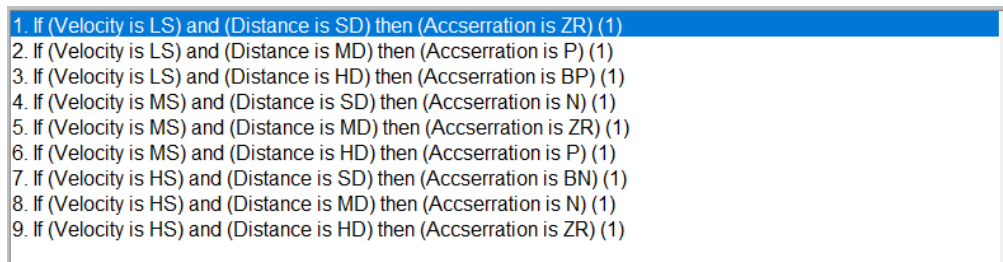 1. If (Velocity is LS) and (Distance is SD) then (Accserration is ZR) (1)
2. If (Velocity is LS) and (Distance is MD) then (Accserration is P) (1)
3. If (Velocity is LS) and (Distance is HD) then (Accserration is BP) (1)
4. If (Velocity is MS) and (Distance is SD) then (Accserration is N) (1)
5. If (Velocity is MS) and (Distance is MD) then (Accserration is ZR) (1)
6. If (Velocity is MS) and (Distance is HD) then (Accserration is P) (1)
7. If (Velocity is HS) and (Distance is SD) then (Accserration is BN) (1)
8. If (Velocity is HS) and (Distance is MD) then (Accserration is N) (1)
9. If (Velocity is HS) and (Distance is HD) then (Accserration is ZR) (1)